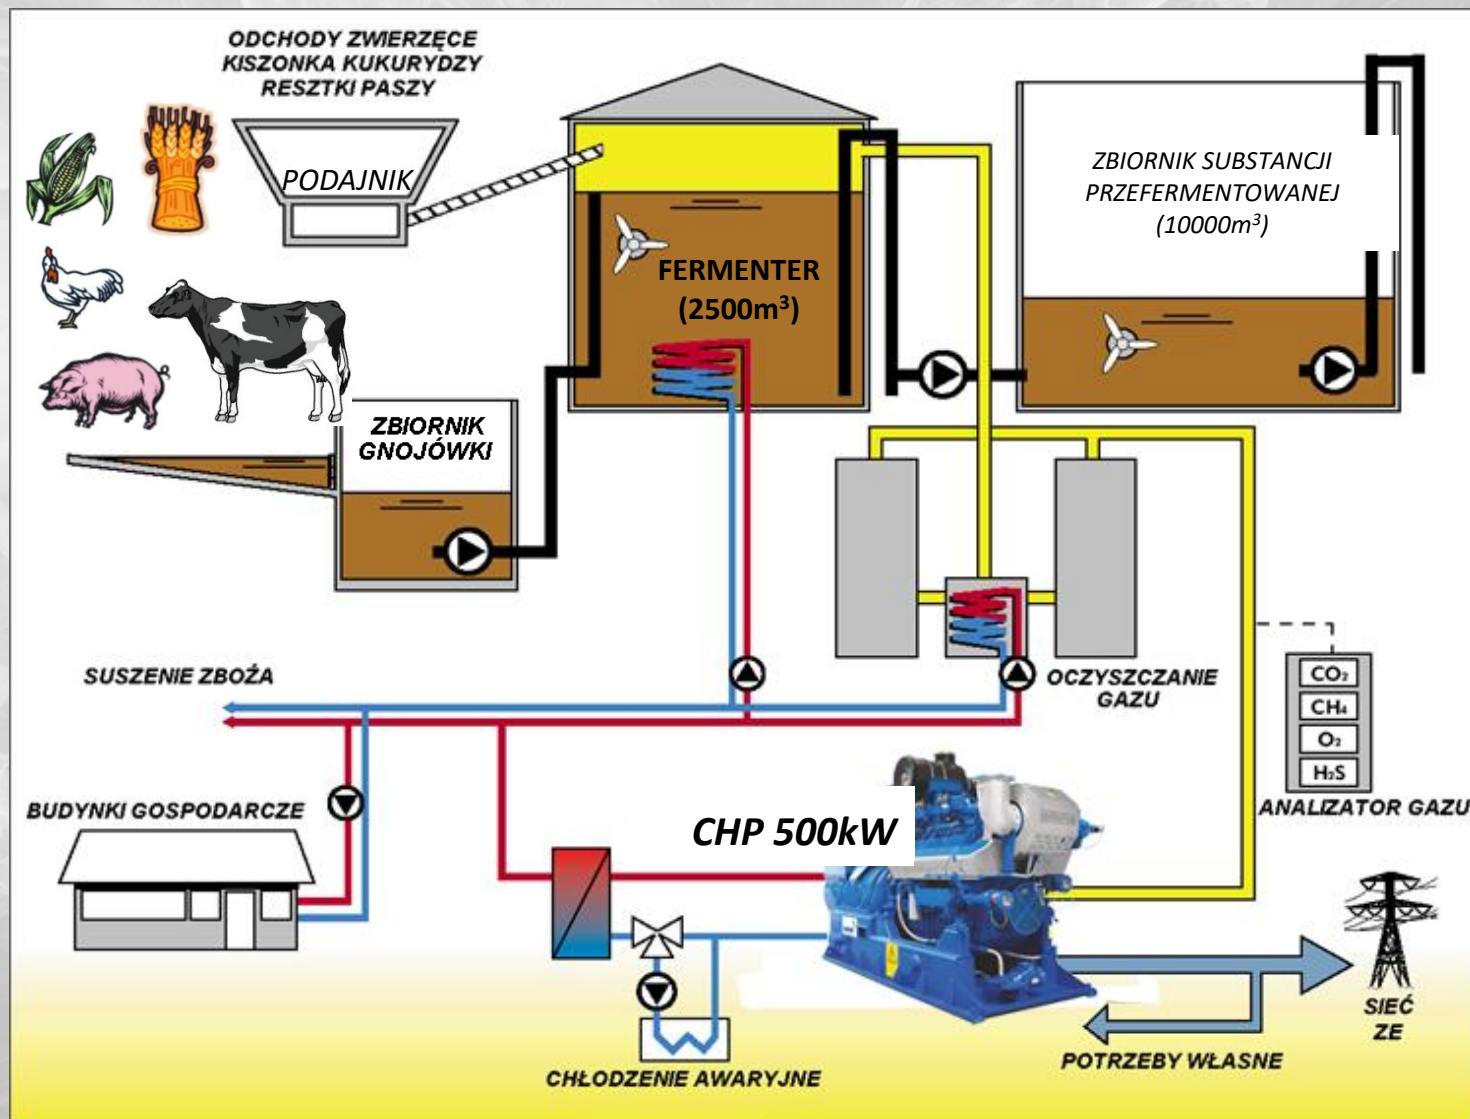 ODCHODY ZWIERZĘCE
KISZONKA KUKURYDZY
RESZTKI PASZY
PODAJNIK
FERMENTER
(2500m³)
ZBIORNIK SUBSTANCJI
PRZEFERMENTOWANEJ
(10000m³)
ZBIORNIK
GNOJÓWKI
SUSZENIE ZBOŻA
OCZYSZCZANIE
GAZU
CO₂
CH₄
O₂
H₂S
ANALIZATOR GAZU
BUDYNKI GOSPODARCZE
CHP 500kW
SIEĆ
ZE
POTRZEBY WŁASNE
CHŁODZENIE AWARYJNE